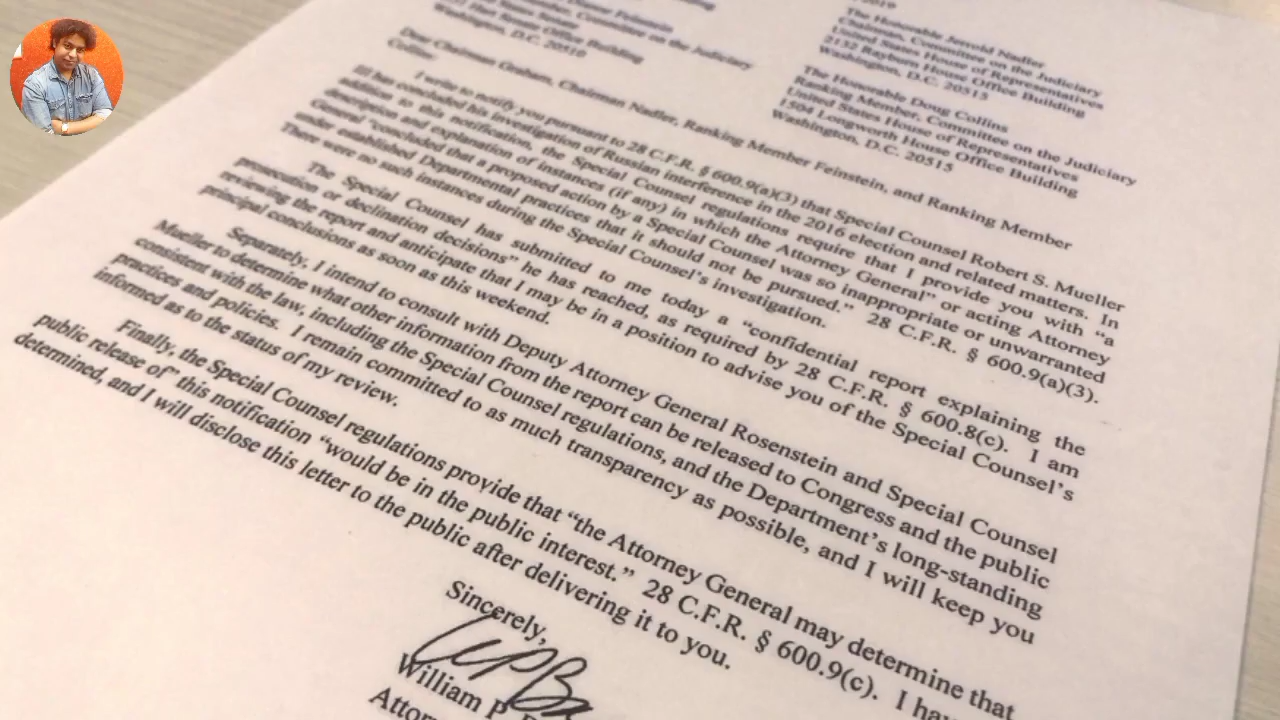 Dianne Feinstein
Committee on the Judiciary
United States Senate
Office Building
Washington, D.C. 20510
2019
The Honorable Jerrold Nadler
Chairman, Committee on the Judiciary
United States House of Representatives
2132 Rayburn House Office Building
Washington, D.C. 20515
The Honorable Doug Collins
Ranking Member, Committee on the Judiciary
United States House of Representatives
1504 Longworth House Office Building
Washington, D.C. 20515
Dear Chairman Graham, Chairman Nadler, Ranking Member Feinstein, and Ranking Member
Collins:
I write to notify you pursuant to 28 C.F.R. § 600.9(a)(3) that Special Counsel Robert S. Mueller
III has concluded his investigation of Russian interference in the 2016 election and related matters. In
addition to this notification, the Special Counsel regulations require that I provide you with “a
description and explanation of instances (if any) in which the Attorney General” or acting Attorney
General “concluded that a proposed action by a Special Counsel was so inappropriate or unwarranted
under established Departmental practices that it should not be pursued.” 28 C.F.R. § 600.9(a)(3).
There were no such instances during the Special Counsel's investigation.
The Special Counsel has submitted to me today a “confidential report explaining the
prosecution or declination decisions” he has reached, as required by 28 C.F.R. § 600.8(c). I am
reviewing the report and anticipate that I may be in a position to advise you of the Special Counsel's
principal conclusions as soon as this weekend.
Separately, I intend to consult with Deputy Attorney General Rosenstein and Special Counsel
Mueller to determine what other information from the report can be released to Congress and the public
consistent with the law, including the Special Counsel regulations, and the Department's long-standing
practices and policies. I remain committed to as much transparency as possible, and I will keep you
informed as to the status of my review.
Finally, the Special Counsel regulations provide that “the Attorney General may determine that
public release of” this notification “would be in the public interest.” 28 C.F.R. § 600.9(c). I ha
determined, and I will disclose this letter to the public after delivering it to you.
Sincerely,
William P. B
Attor